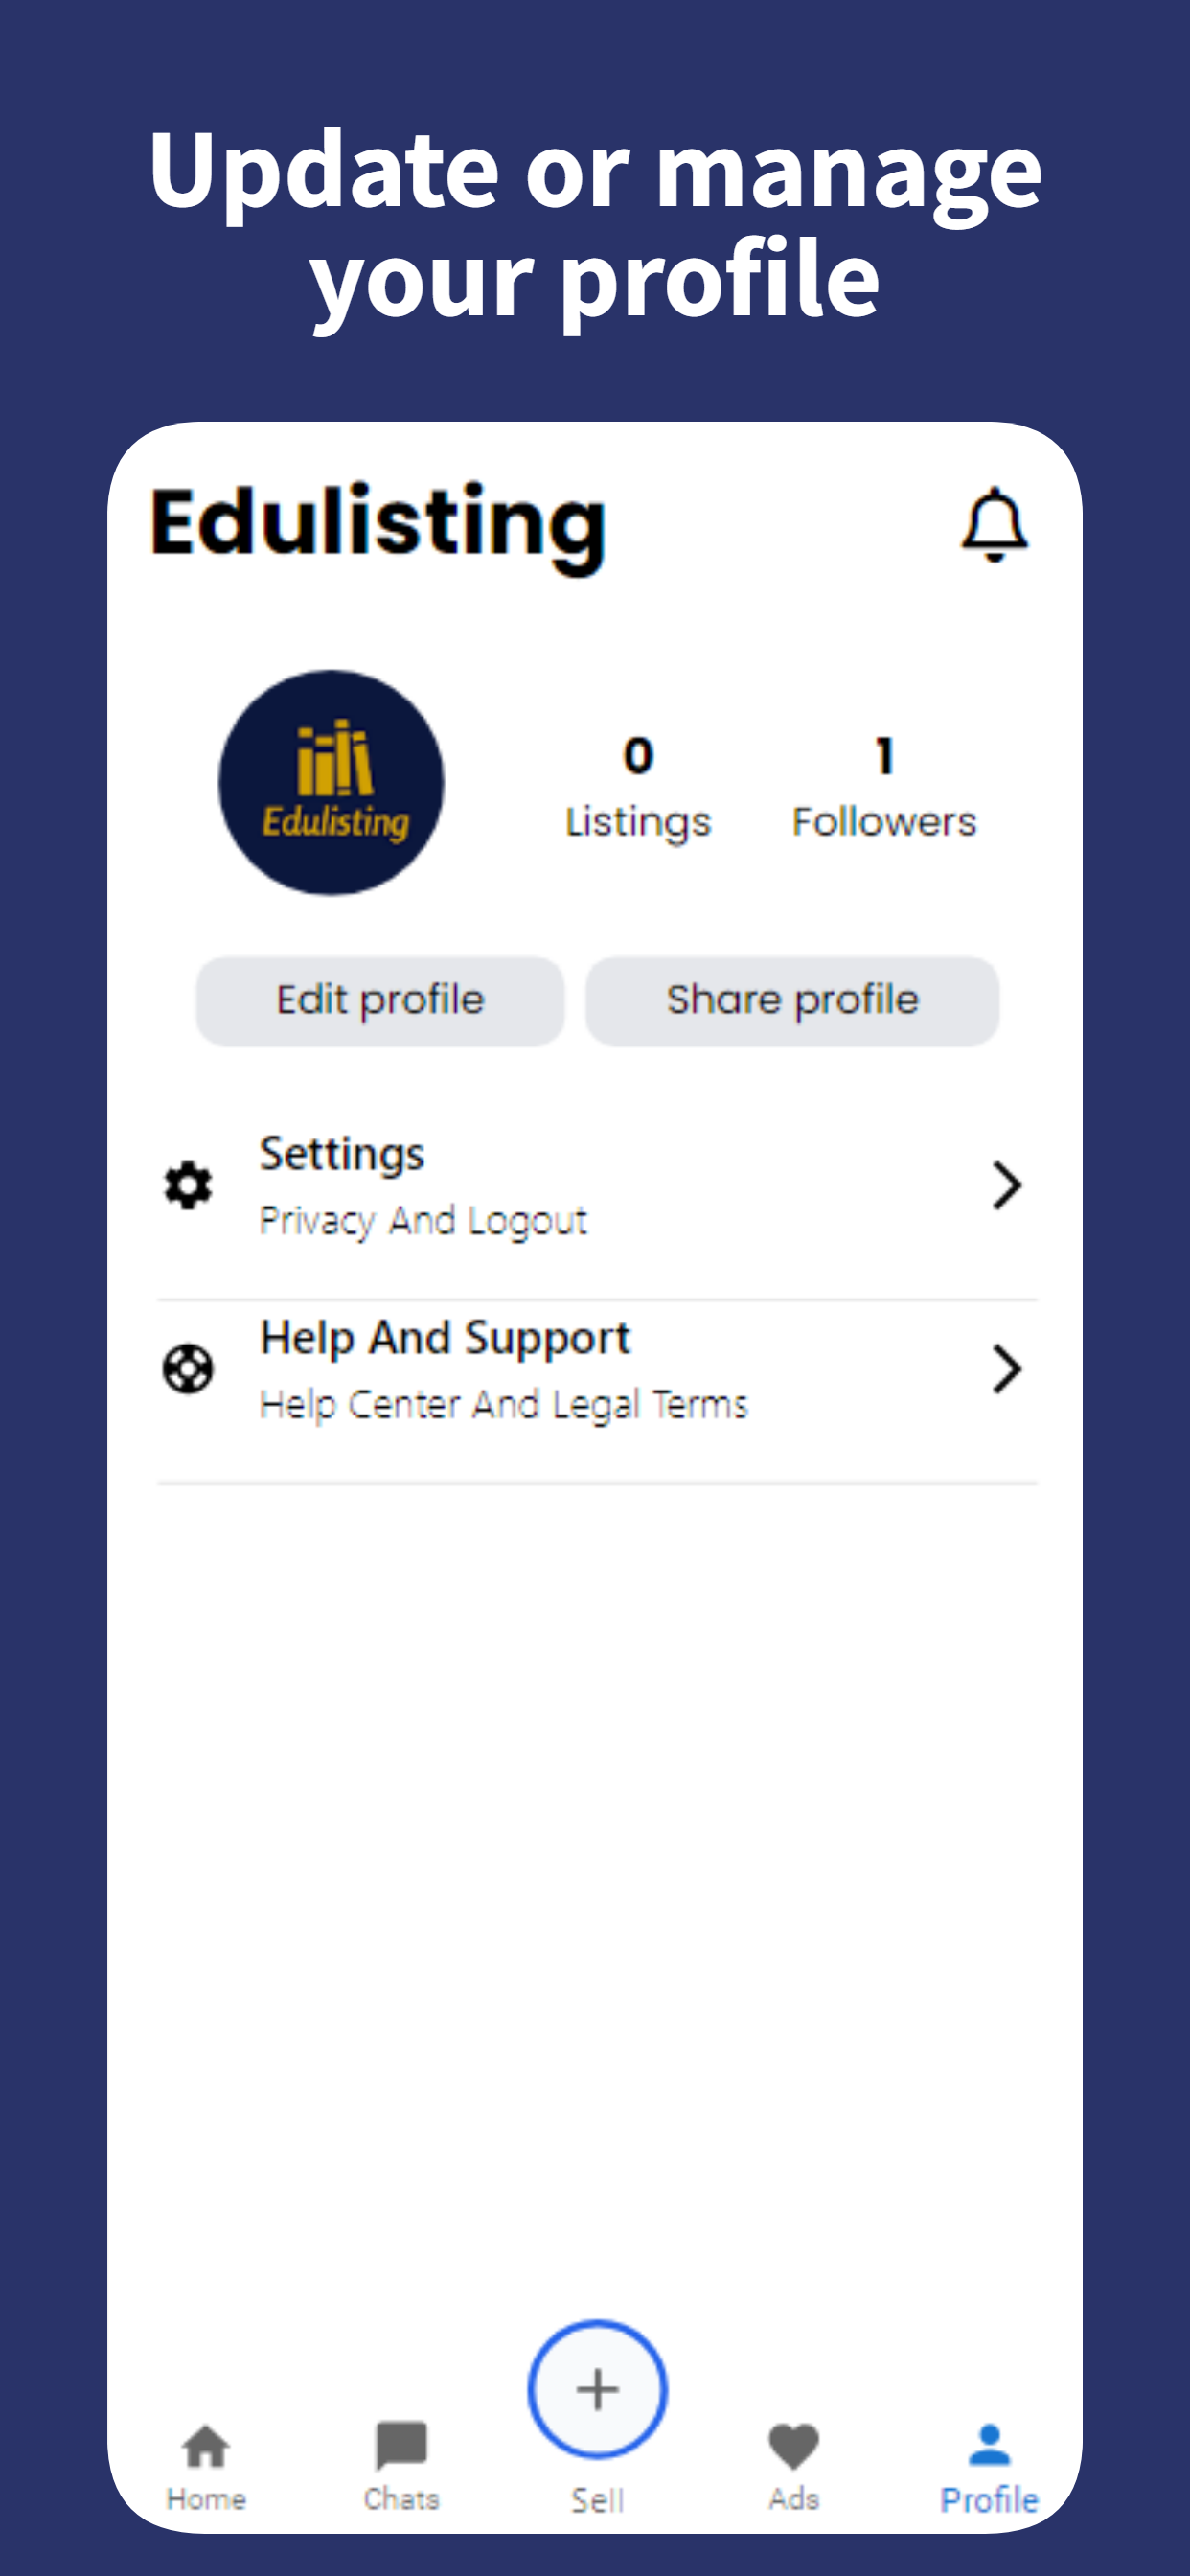 Update or manage
your profile
Edulisting
Edulisting
0
Listings
1
Followers
Edit profile
Share profile
Settings
Privacy And Logout
Help And Support
Help Center And Legal Terms
Home
Chats
Sell
Ads
Profile